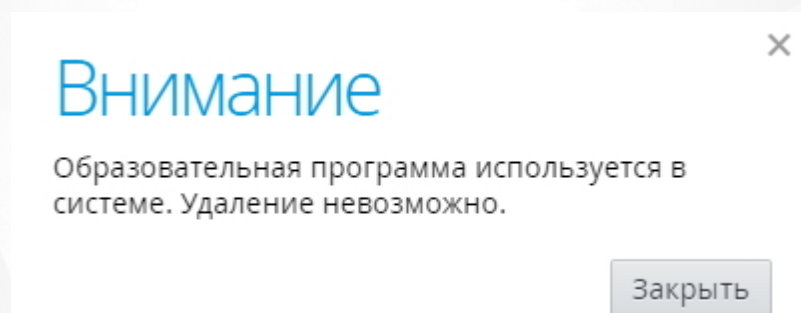 Внимание
Образовательная программа используется в
системе. Удаление невозможно.
Закрыть